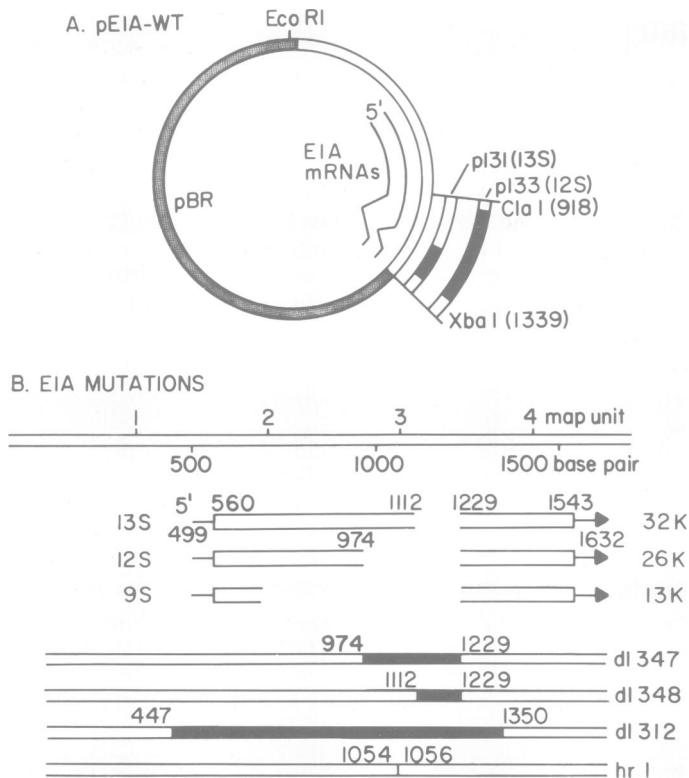 A. pEIA-WT
Eco RI
5'
EIA
mRNAs
pBR
pl3l (13S)
pl33 (12S)
Cla I (918)
Xba I (1339)
B. EIA MUTATIONS
1 2 3 4 map unit
500 1000 1500 base pair
5' 560 1112 1229 1543
13S 32K
499 974 1632
12S 26K
9S 13K
974 1229
dl 347
1112 1229
dl 348
447 1350
dl 312
1054 1056
hr I